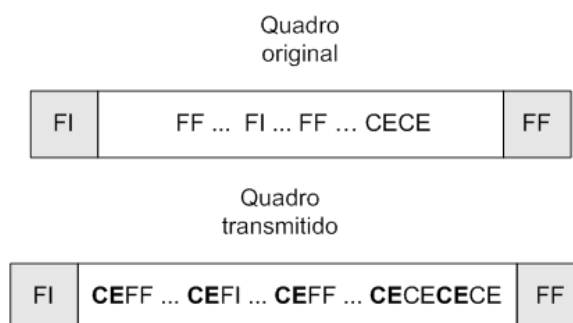 Quadro
original
FI FF ... FI ... FF ... CECE FF
Quadro
transmitido
FI CEFF ... CEFI ... CEFF ... CECECECE FF